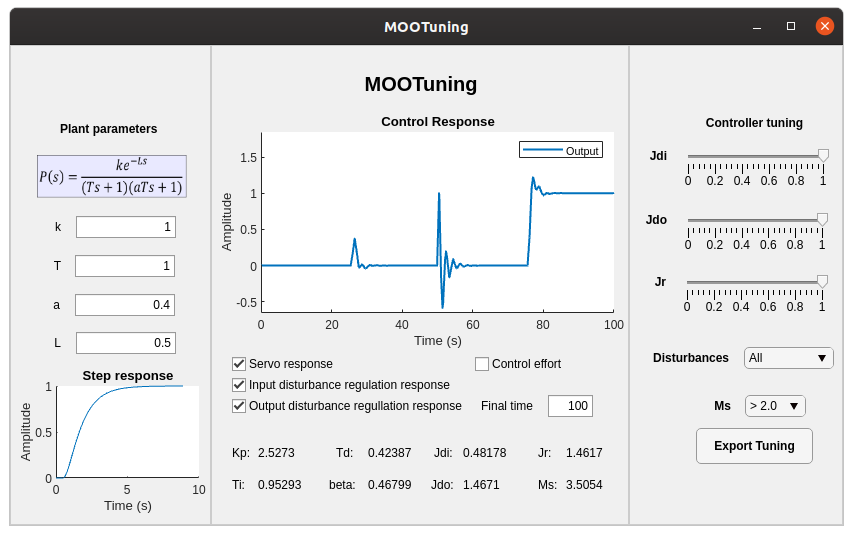 MOOTuning
Plant parameters
P(s) = ke^-Ls / (Ts+1)(aTs+1)
k 1
T 1
a 0.4
L 0.5
Step response
Amplitude
1
0.5
0
0 5 10
Time (s)
MOOTuning
Control Response
Output
Amplitude
1.5
1
0.5
0
-0.5
0 20 40 60 80 100
Time (s)
Servo response Control effort
Input disturbance regulation response
Output disturbance regullation response Final time 100
Kp: 2.5273 Td: 0.42387 Jdi: 0.48178 Jr: 1.4617
Ti: 0.95293 beta: 0.46799 Jdo: 1.4671 Ms: 3.5054
Controller tuning
Jdi
0 0.2 0.4 0.6 0.8 1
Jdo
0 0.2 0.4 0.6 0.8 1
Jr
0 0.2 0.4 0.6 0.8 1
Disturbances All
Ms > 2.0
Export Tuning